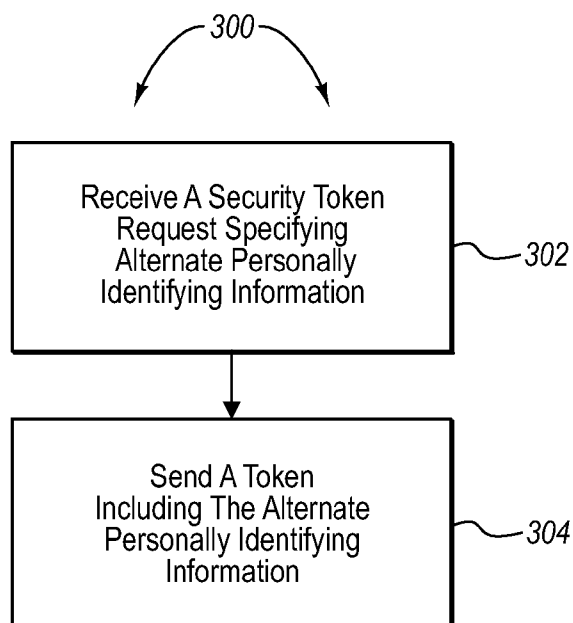 300
Receive A Security Token
Request Specifying
Alternate Personally
Identifying Information
302
Send A Token
Including The Alternate
Personally Identifying
Information
304